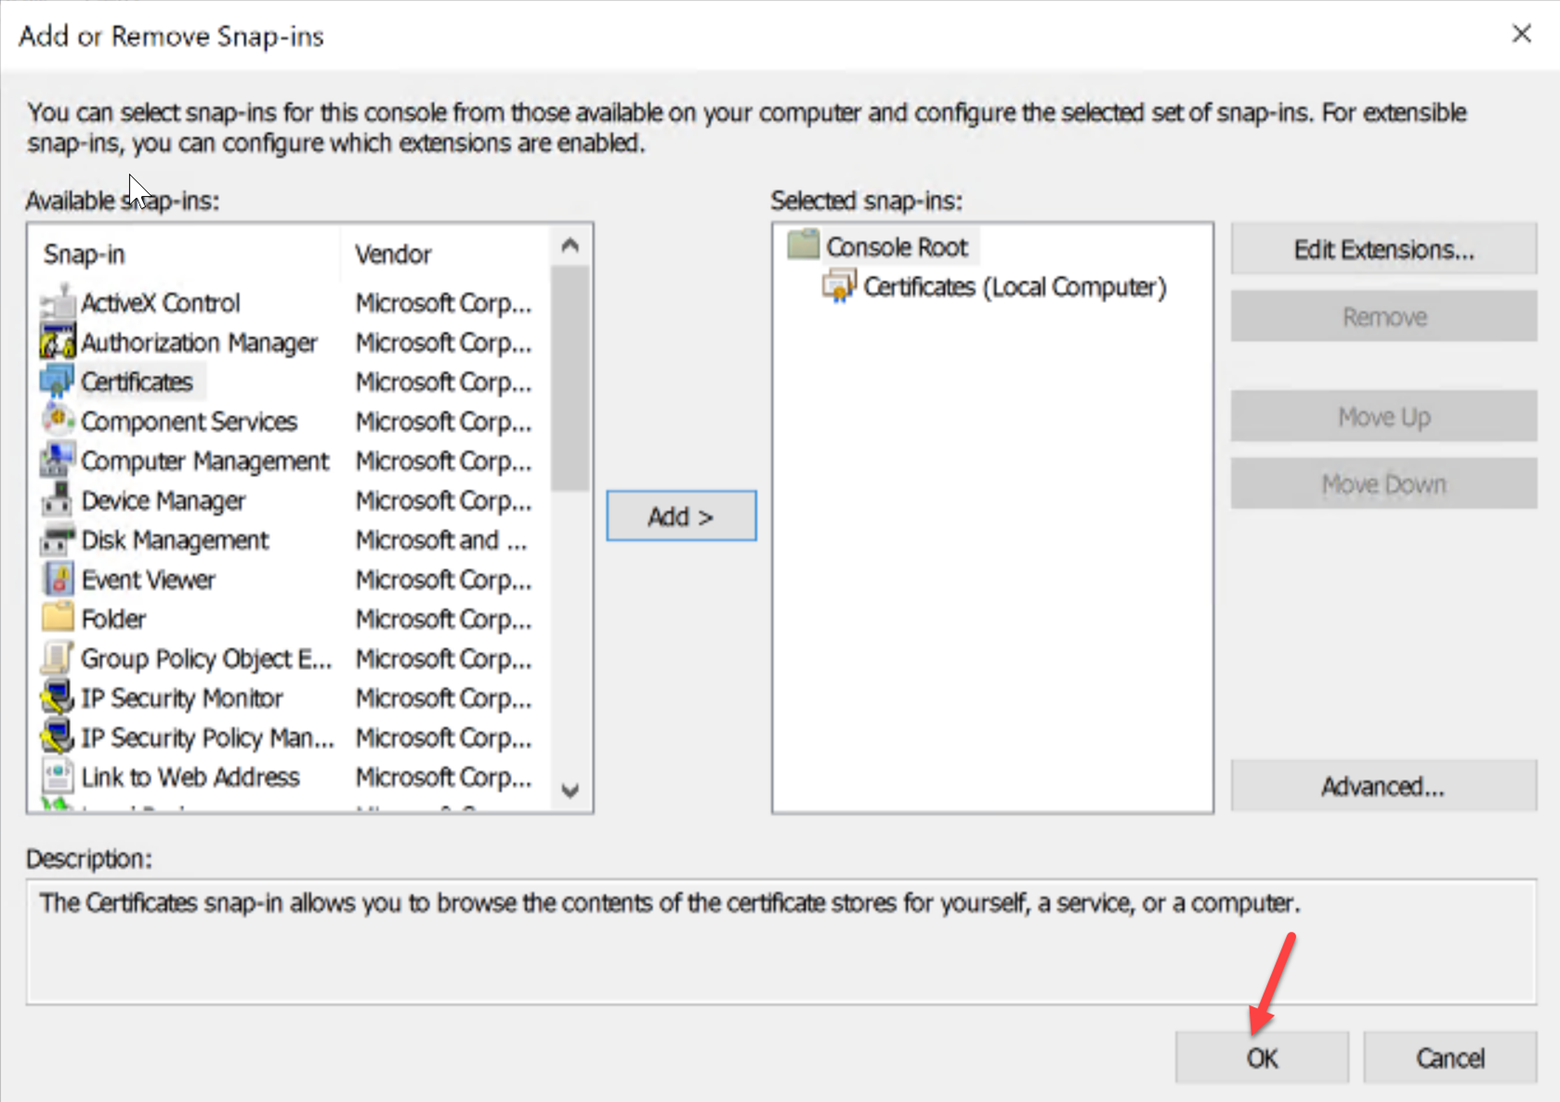 Add or Remove Snap-ins
You can select snap-ins for this console from those available on your computer and configure the selected set of snap-ins. For extensible
snap-ins, you can configure which extensions are enabled.
Available snap-ins:
Snap-in Vendor
ActiveX Control Microsoft Corp...
Authorization Manager Microsoft Corp...
Certificates Microsoft Corp...
Component Services Microsoft Corp...
Computer Management Microsoft Corp...
Device Manager Microsoft Corp...
Disk Management Microsoft and ...
Event Viewer Microsoft Corp...
Folder Microsoft Corp...
Group Policy Object E... Microsoft Corp...
IP Security Monitor Microsoft Corp...
IP Security Policy Man... Microsoft Corp...
Link to Web Address Microsoft Corp...
Add >
Selected snap-ins:
Console Root
Certificates (Local Computer)
Edit Extensions...
Remove
Move Up
Move Down
Advanced...
Description:
The Certificates snap-in allows you to browse the contents of the certificate stores for yourself, a service, or a computer.
OK
Cancel